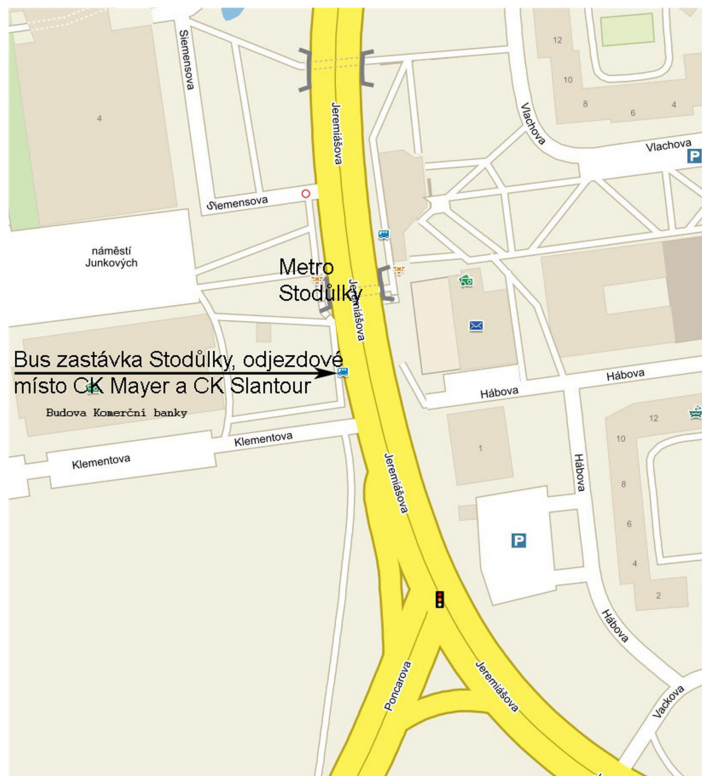 12
10
8
6
4
Siemensova
4
Jeremiášova
Vlachova
Vlachova
P
Siemensova
náměstí
Junkových
Metro
Stodůlky
Jeremiášova
Bus zastávka Stodůlky, odjezdové
místo CK Mayer a CK Slantour
Budova Komerční banky
Hábova
Hábova
Klementova
Klementova
1
12
10
8
6
4
2
Hábova
Jeremiášova
P
Hábova
Poncarova
Jeremiášova
Vackova